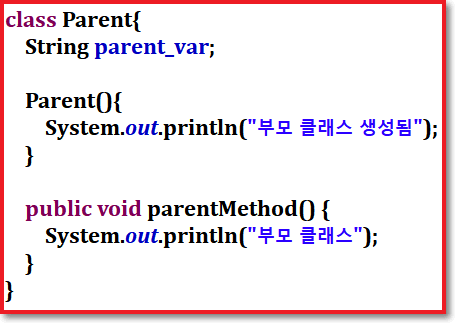 class Parent{
String parent_var;
Parent(){
System.out.println("부모 클래스 생성됨");
}
public void parentMethod() {
System.out.println("부모 클래스");
}
}